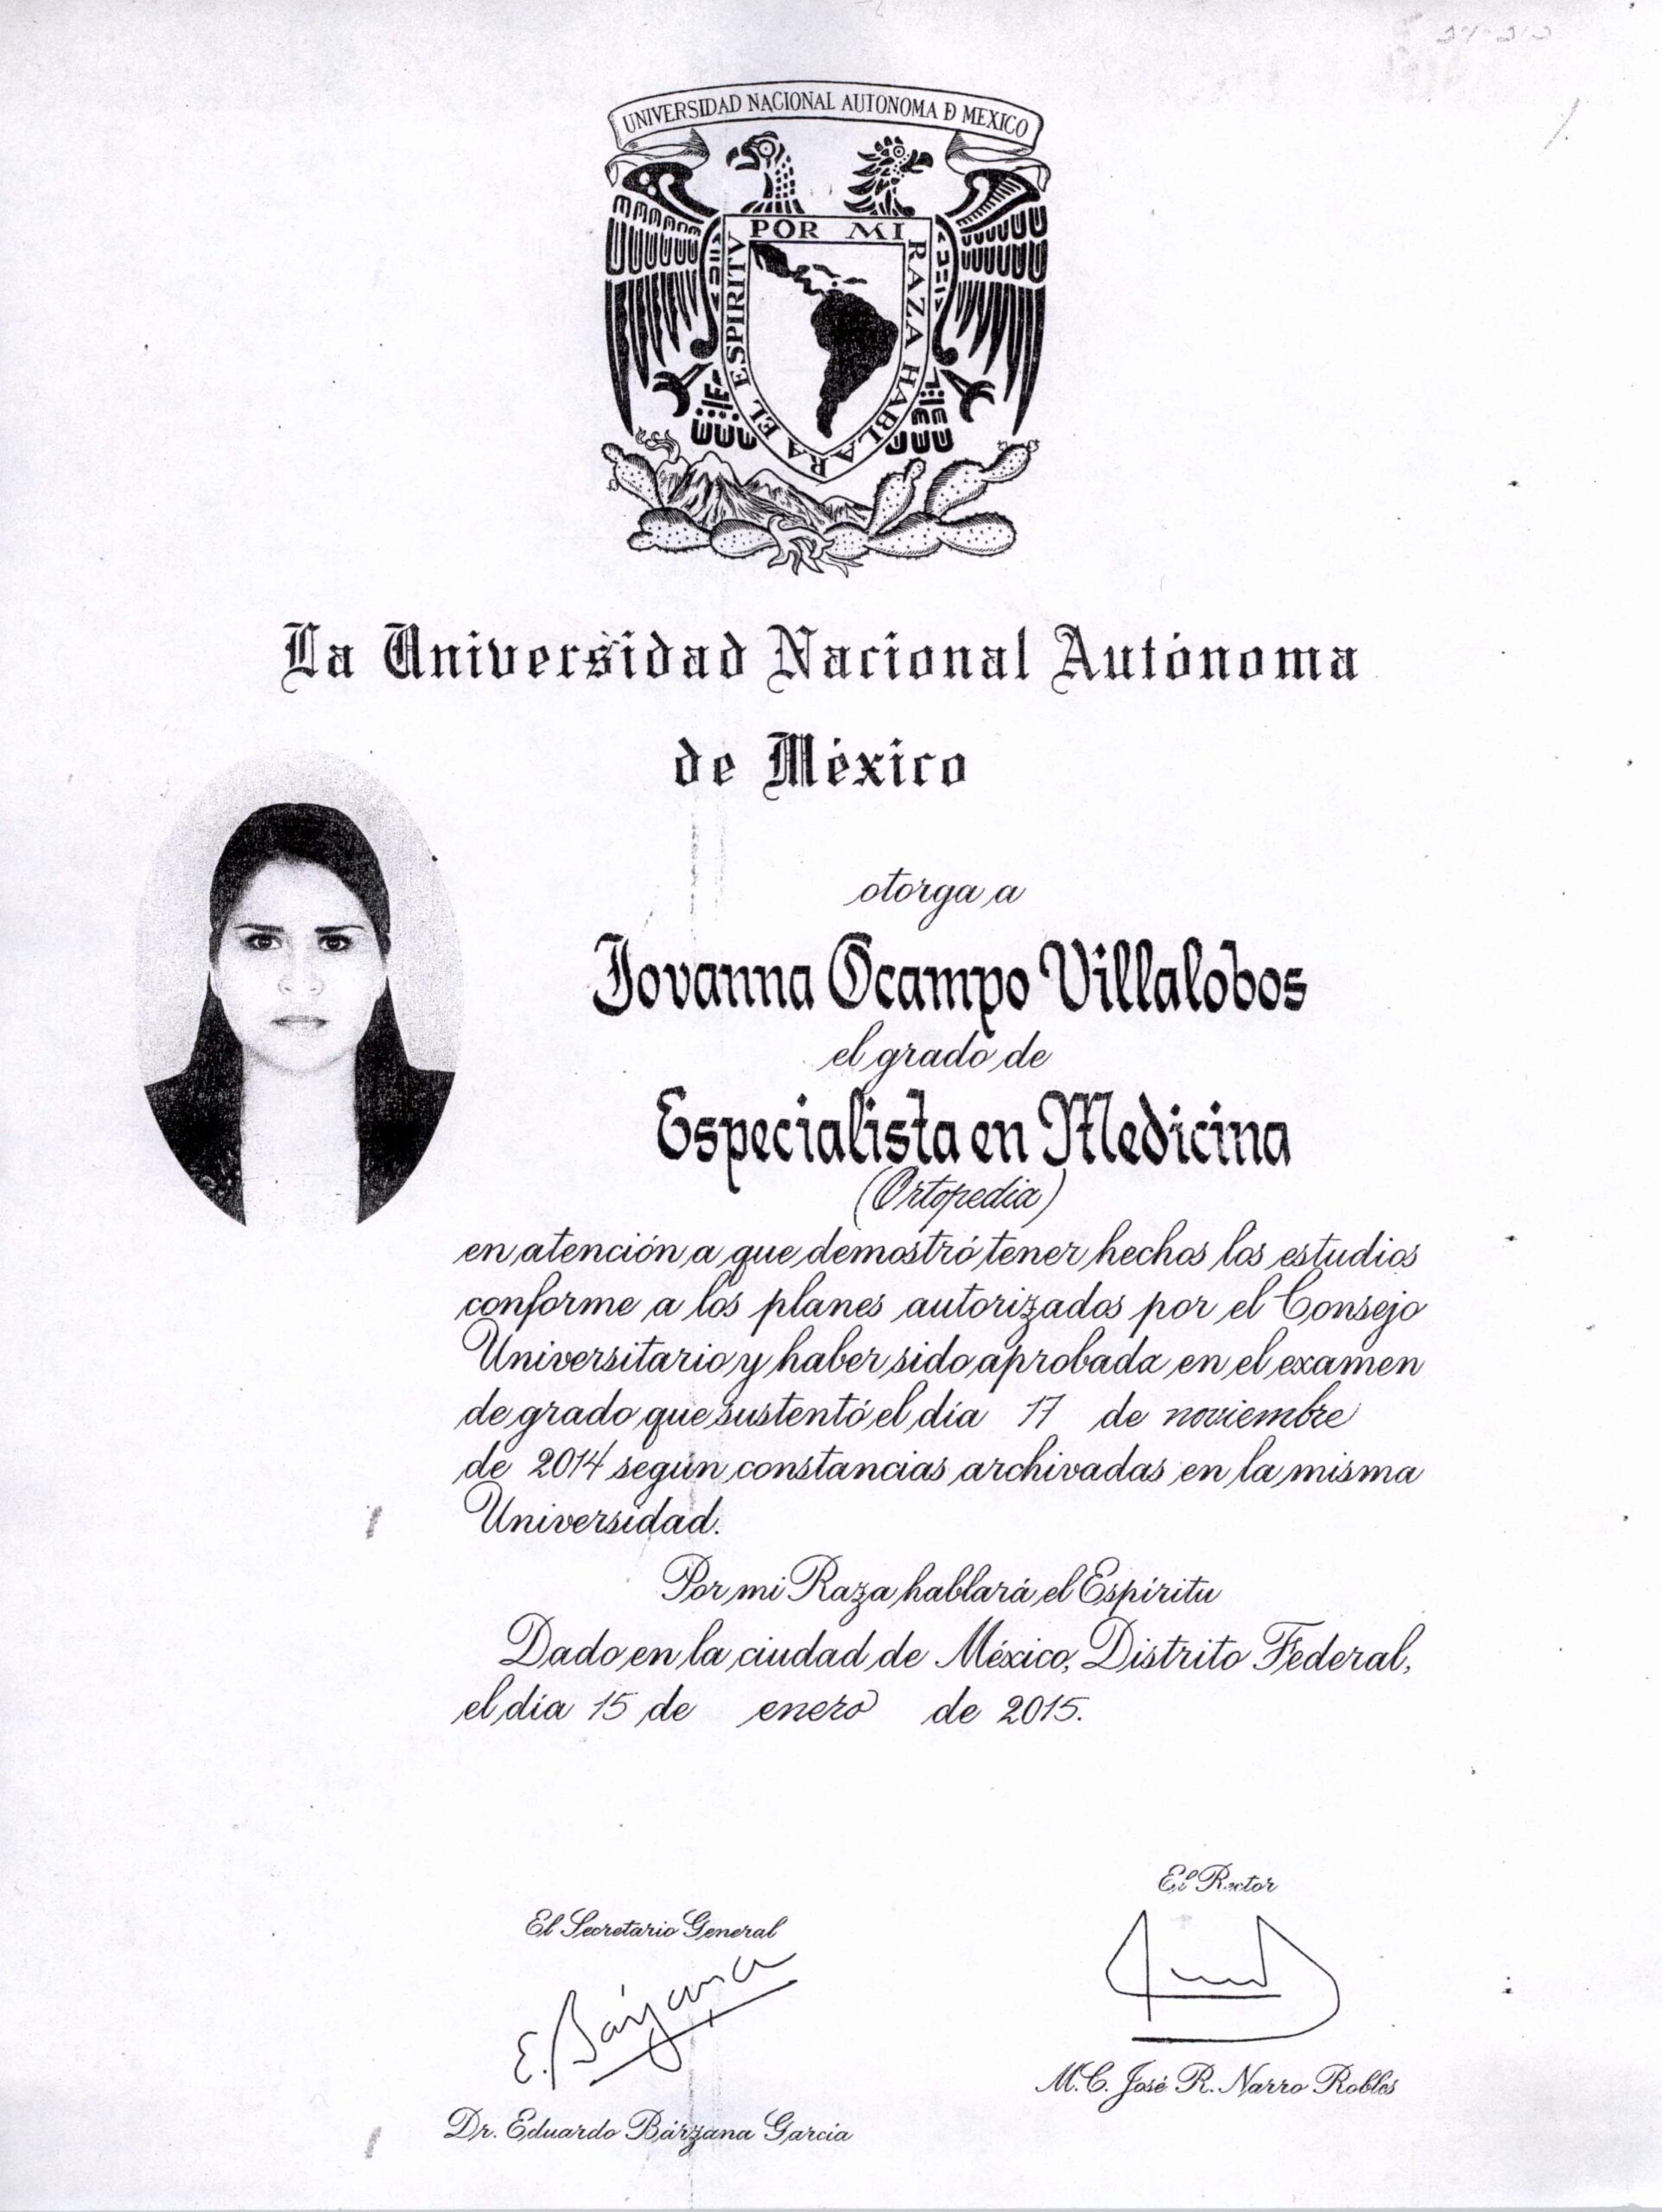 UNIVERSIDAD NACIONAL AUTONOMA D MEXICO
POR MI RAZA HABLARA EL ESPIRITV
La Universidad Nacional Autónoma
de México
otorga a
Jovanna Ocampo Villalobos
el grado de
Especialista en Medicina
(Ortopedia)
en atención a que demostró tener hechos los estudios
conforme a los planes autorizados por el Consejo
Universitario y haber sido aprobada en el examen
de grado que sustentó el día 17 de noviembre
de 2014 según constancias archivadas en la misma
Universidad.
Por mi Raza hablará el Espíritu
Dado en la ciudad de México, Distrito Federal,
el día 15 de enero de 2015.
El Rector
El Secretario General
E. Bárzana
M.C. José R. Narro Robles
Dr. Eduardo Bárzana García